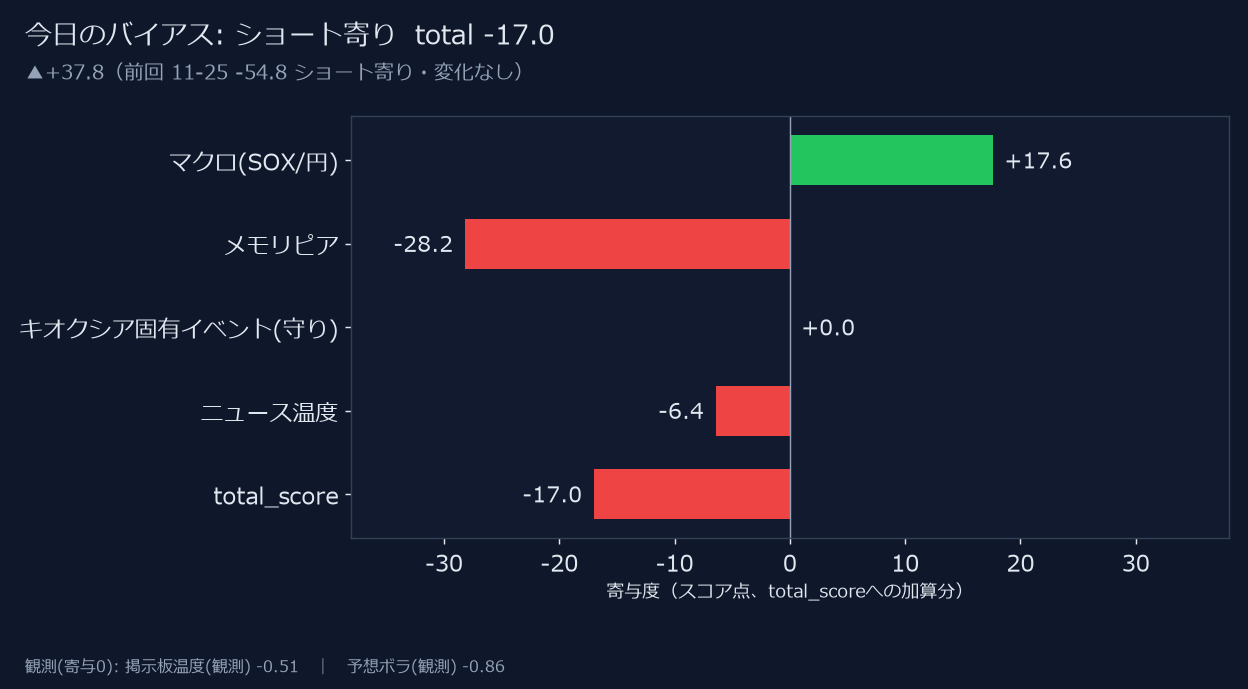 今日のバイアス: ショート寄り total -17.0
▲+37.8（前回 11-25 -54.8 ショート寄り・変化なし）
マクロ(SOX/円)
+17.6
メモリピア
-28.2
キオクシア固有イベント(守り)
+0.0
ニュース温度
-6.4
total_score
-17.0
-30 -20 -10 0 10 20 30
寄与度（スコア点、total_scoreへの加算分）
観測(寄与0): 掲示板温度(観測) -0.51 ｜ 予想ボラ(観測) -0.86